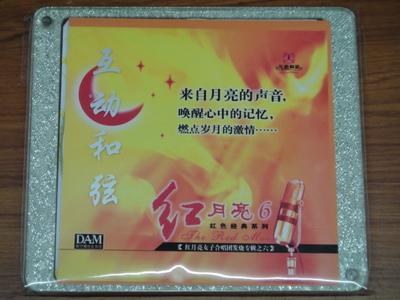 互动和弦
来自月亮的声音,
唤醒心中的记忆,
燃点岁月的激情……
红月亮6
红色经典系列
The Red M
DAM
【红月亮女子合唱团发烧专辑之六】